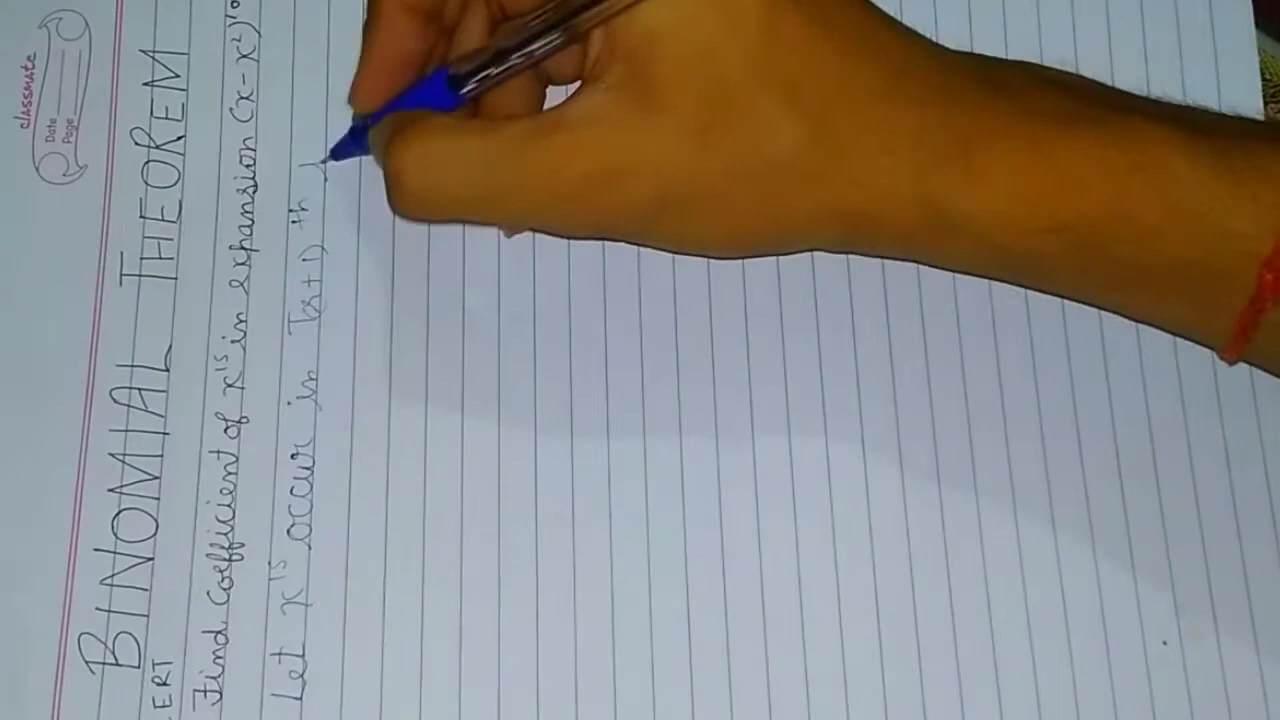 classmate
Date
Page
BINOMIAL THEOREM
ERT
Find coefficient of x¹⁵ in expansion (x-x²)¹⁰
Let x¹⁵ occur in T(r+1)th